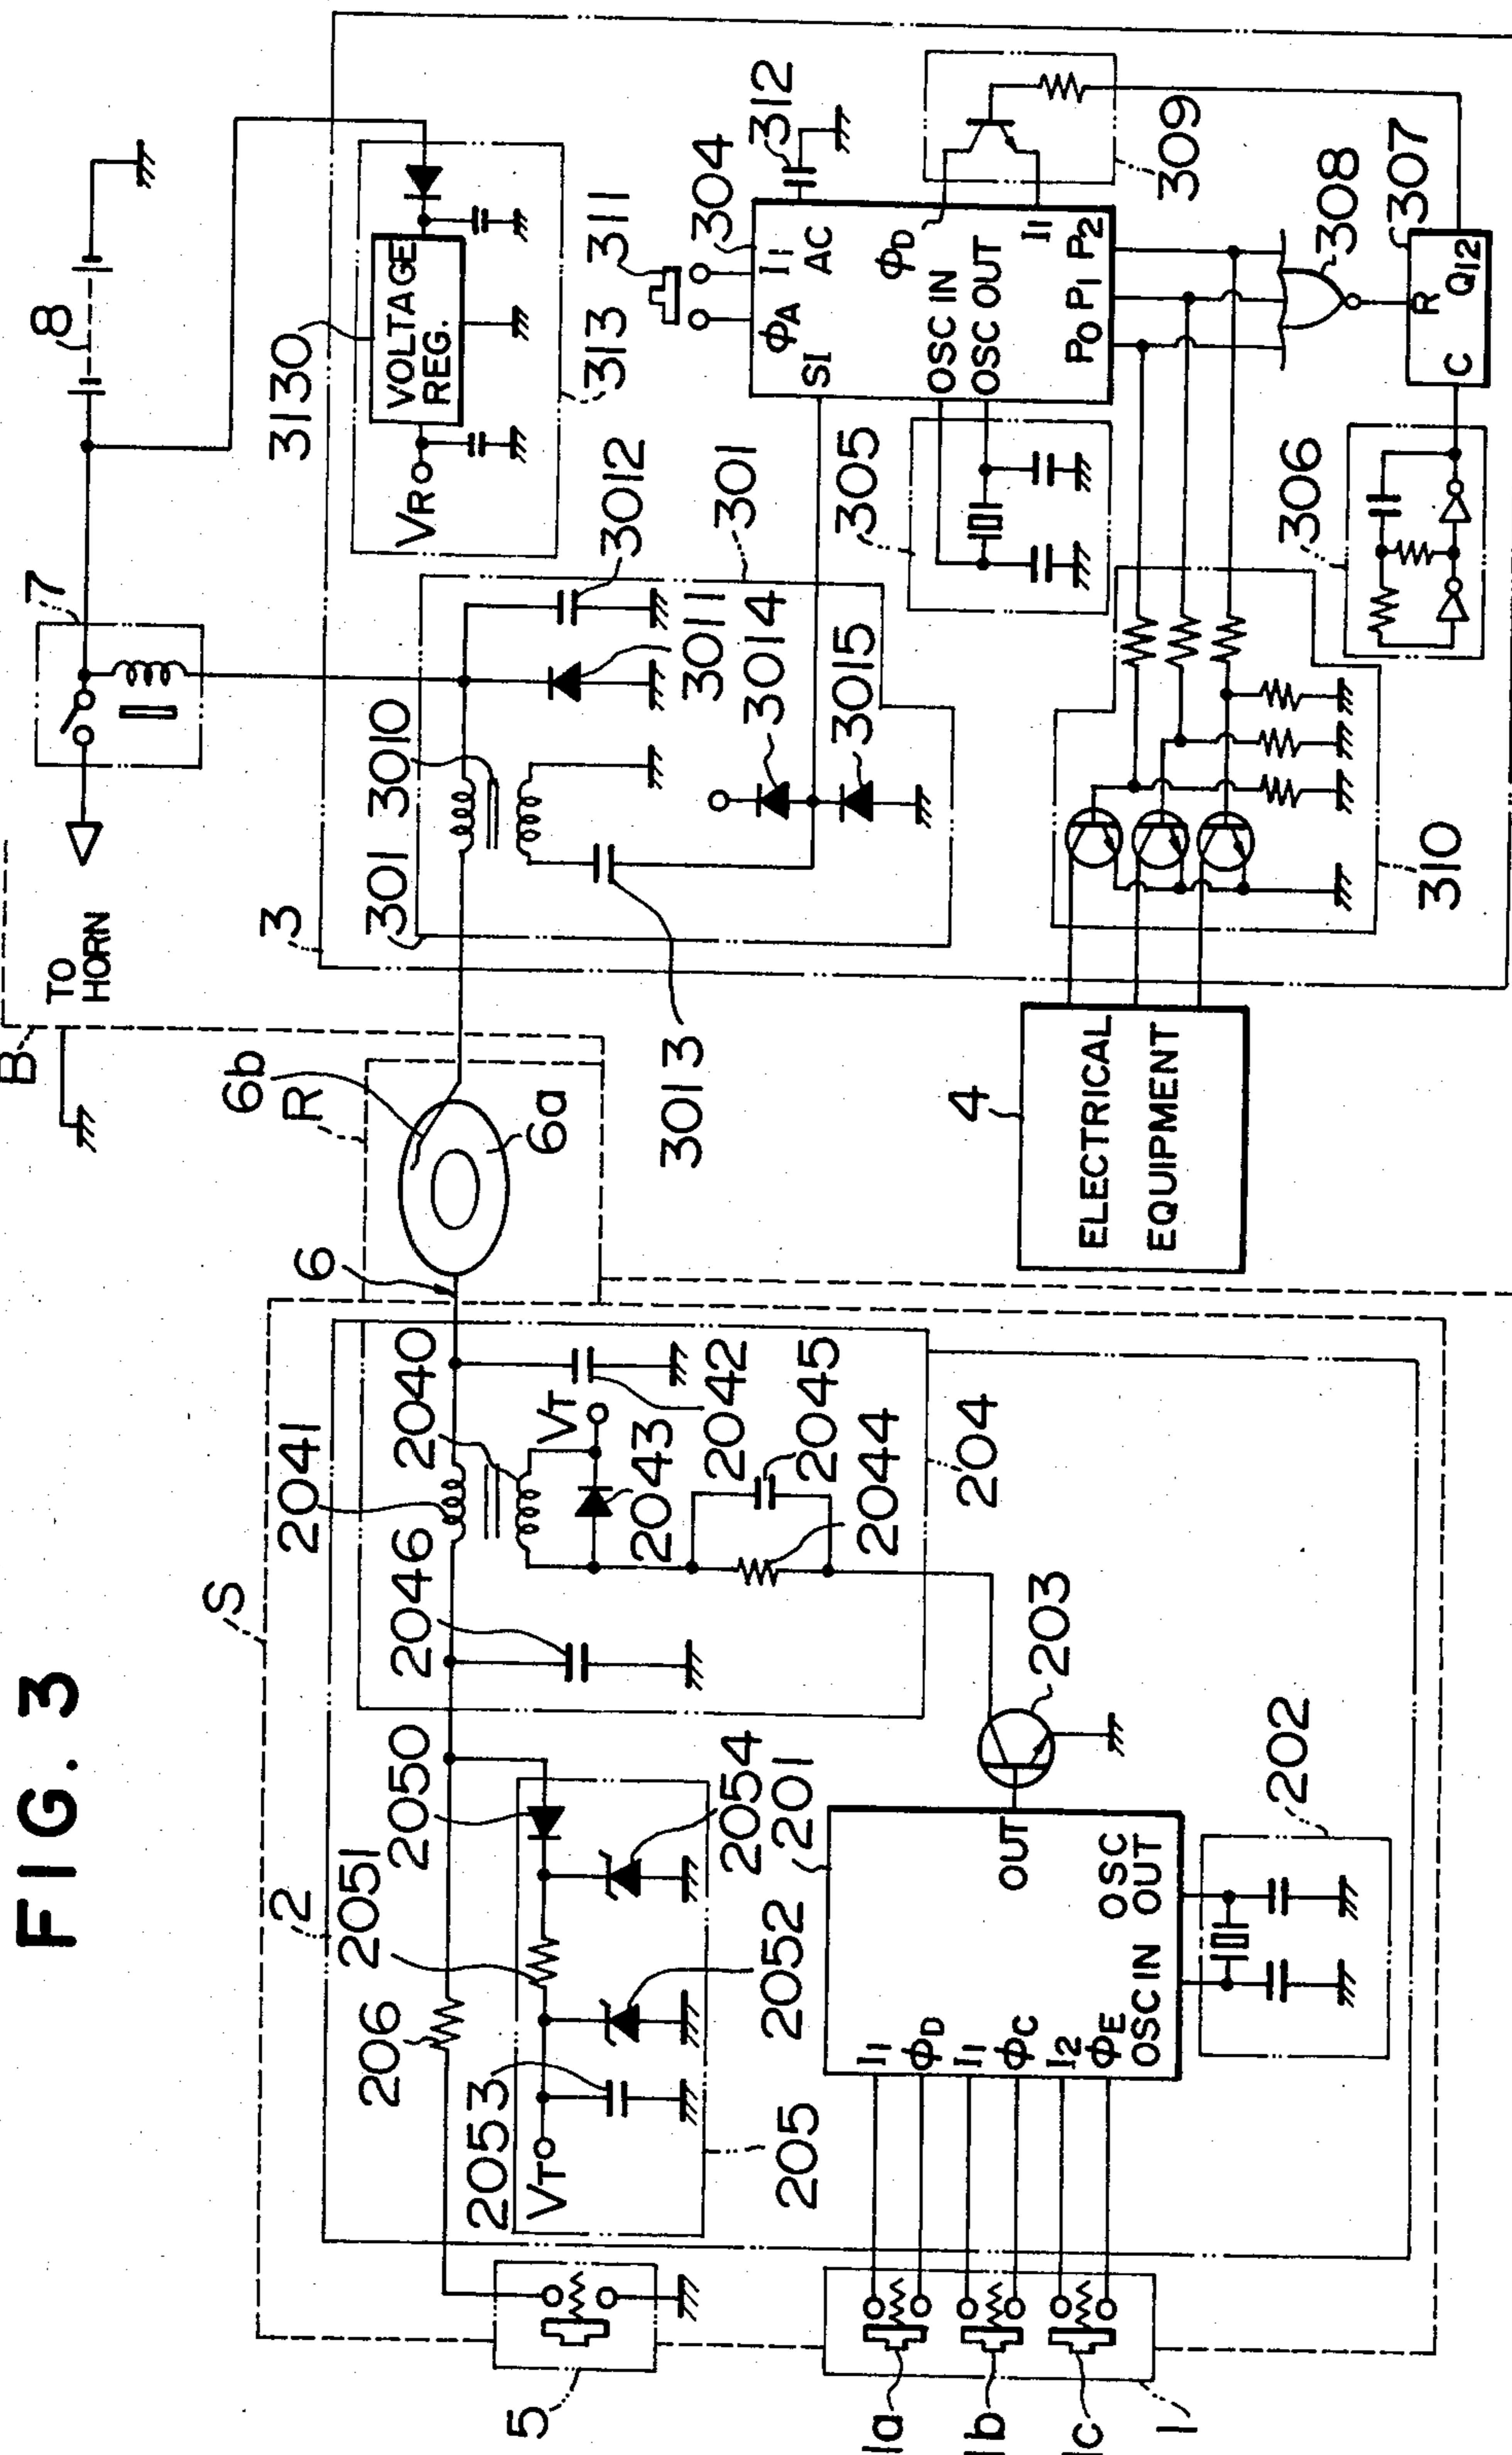 FIG. 3
B
TO
HORN
7
8
3130
VOLTAGE
REG.
VR
313
3
301
3010
3012
3011
301
3014
3015
3013
311
304
312
ΦA
I1
SI
AC
ΦD
OSC IN
OSC OUT
I1
P0
P1
P2
309
305
308
307
R
C
Q12
306
310
4
ELECTRICAL
EQUIPMENT
6b
R
6a
6
S
2
2041
2040
2046
VT
2042
2043
2045
2044
204
203
206
2051
2050
2054
2052
2053
VT
205
201
OUT
OSC
OUT
OSC IN
I1
ΦD
I1
ΦC
I2
ΦE
202
5
1a
1b
1c
1